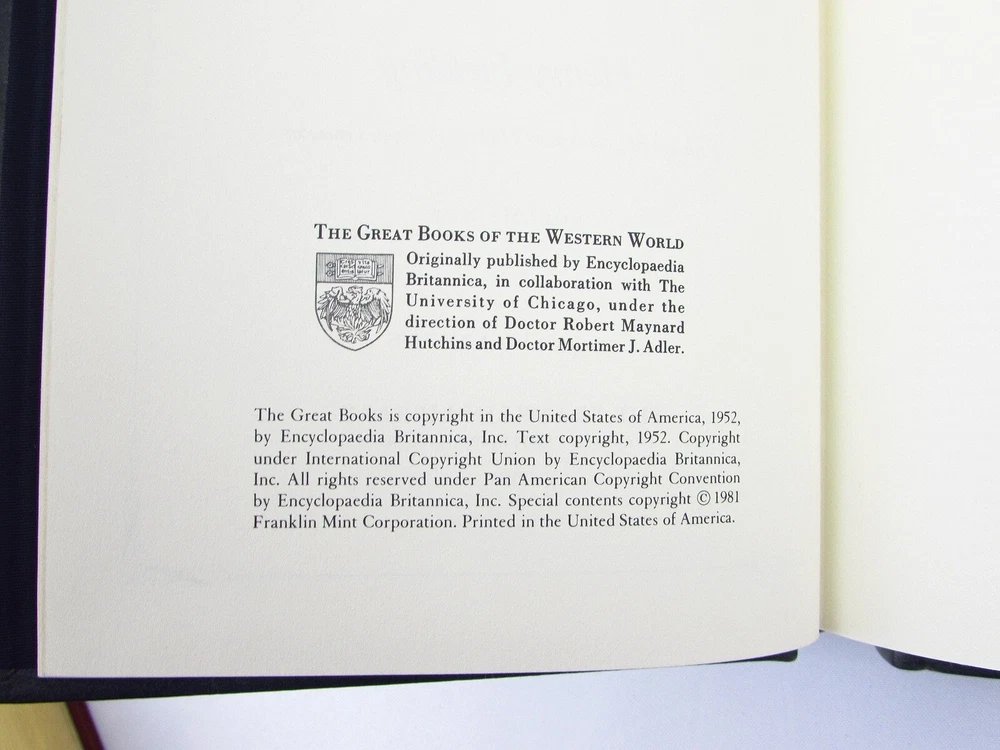 THE GREAT BOOKS OF THE WESTERN WORLD
Originally published by Encyclopaedia
Britannica, in collaboration with The
University of Chicago, under the
direction of Doctor Robert Maynard
Hutchins and Doctor Mortimer J. Adler.
The Great Books is copyright in the United States of America, 1952,
by Encyclopaedia Britannica, Inc. Text copyright, 1952. Copyright
under International Copyright Union by Encyclopaedia Britannica,
Inc. All rights reserved under Pan American Copyright Convention
by Encyclopaedia Britannica, Inc. Special contents copyright © 1981
Franklin Mint Corporation. Printed in the United States of America.